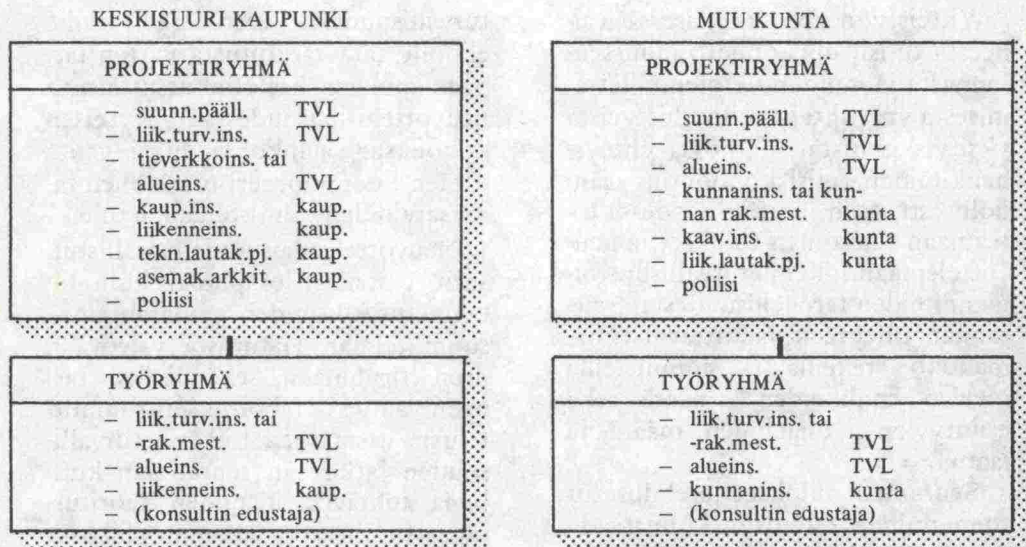 KESKISUURI KAUPUNKI
PROJEKTIRYHMÄ
– suunn.pääll. TVL
– liik.turv.ins. TVL
– tieverkkoins. tai
alueins. TVL
– kaup.ins. kaup.
– liikenneins. kaup.
– tekn.lautak.pj. kaup.
– asemak.arkkit. kaup.
– poliisi
TYÖRYHMÄ
– liik.turv.ins. tai
-rak.mest. TVL
– alueins. TVL
– liikenneins. kaup.
– (konsultin edustaja)
MUU KUNTA
PROJEKTIRYHMÄ
– suunn.pääll. TVL
– liik.turv.ins. TVL
– alueins. TVL
– kunnanins. tai kun-
nan rak.mest. kunta
– kaav.ins. kunta
– liik.lautak.pj. kunta
– poliisi
TYÖRYHMÄ
– liik.turv.ins. tai
-rak.mest. TVL
– alueins. TVL
– kunnanins. kunta
– (konsultin edustaja)